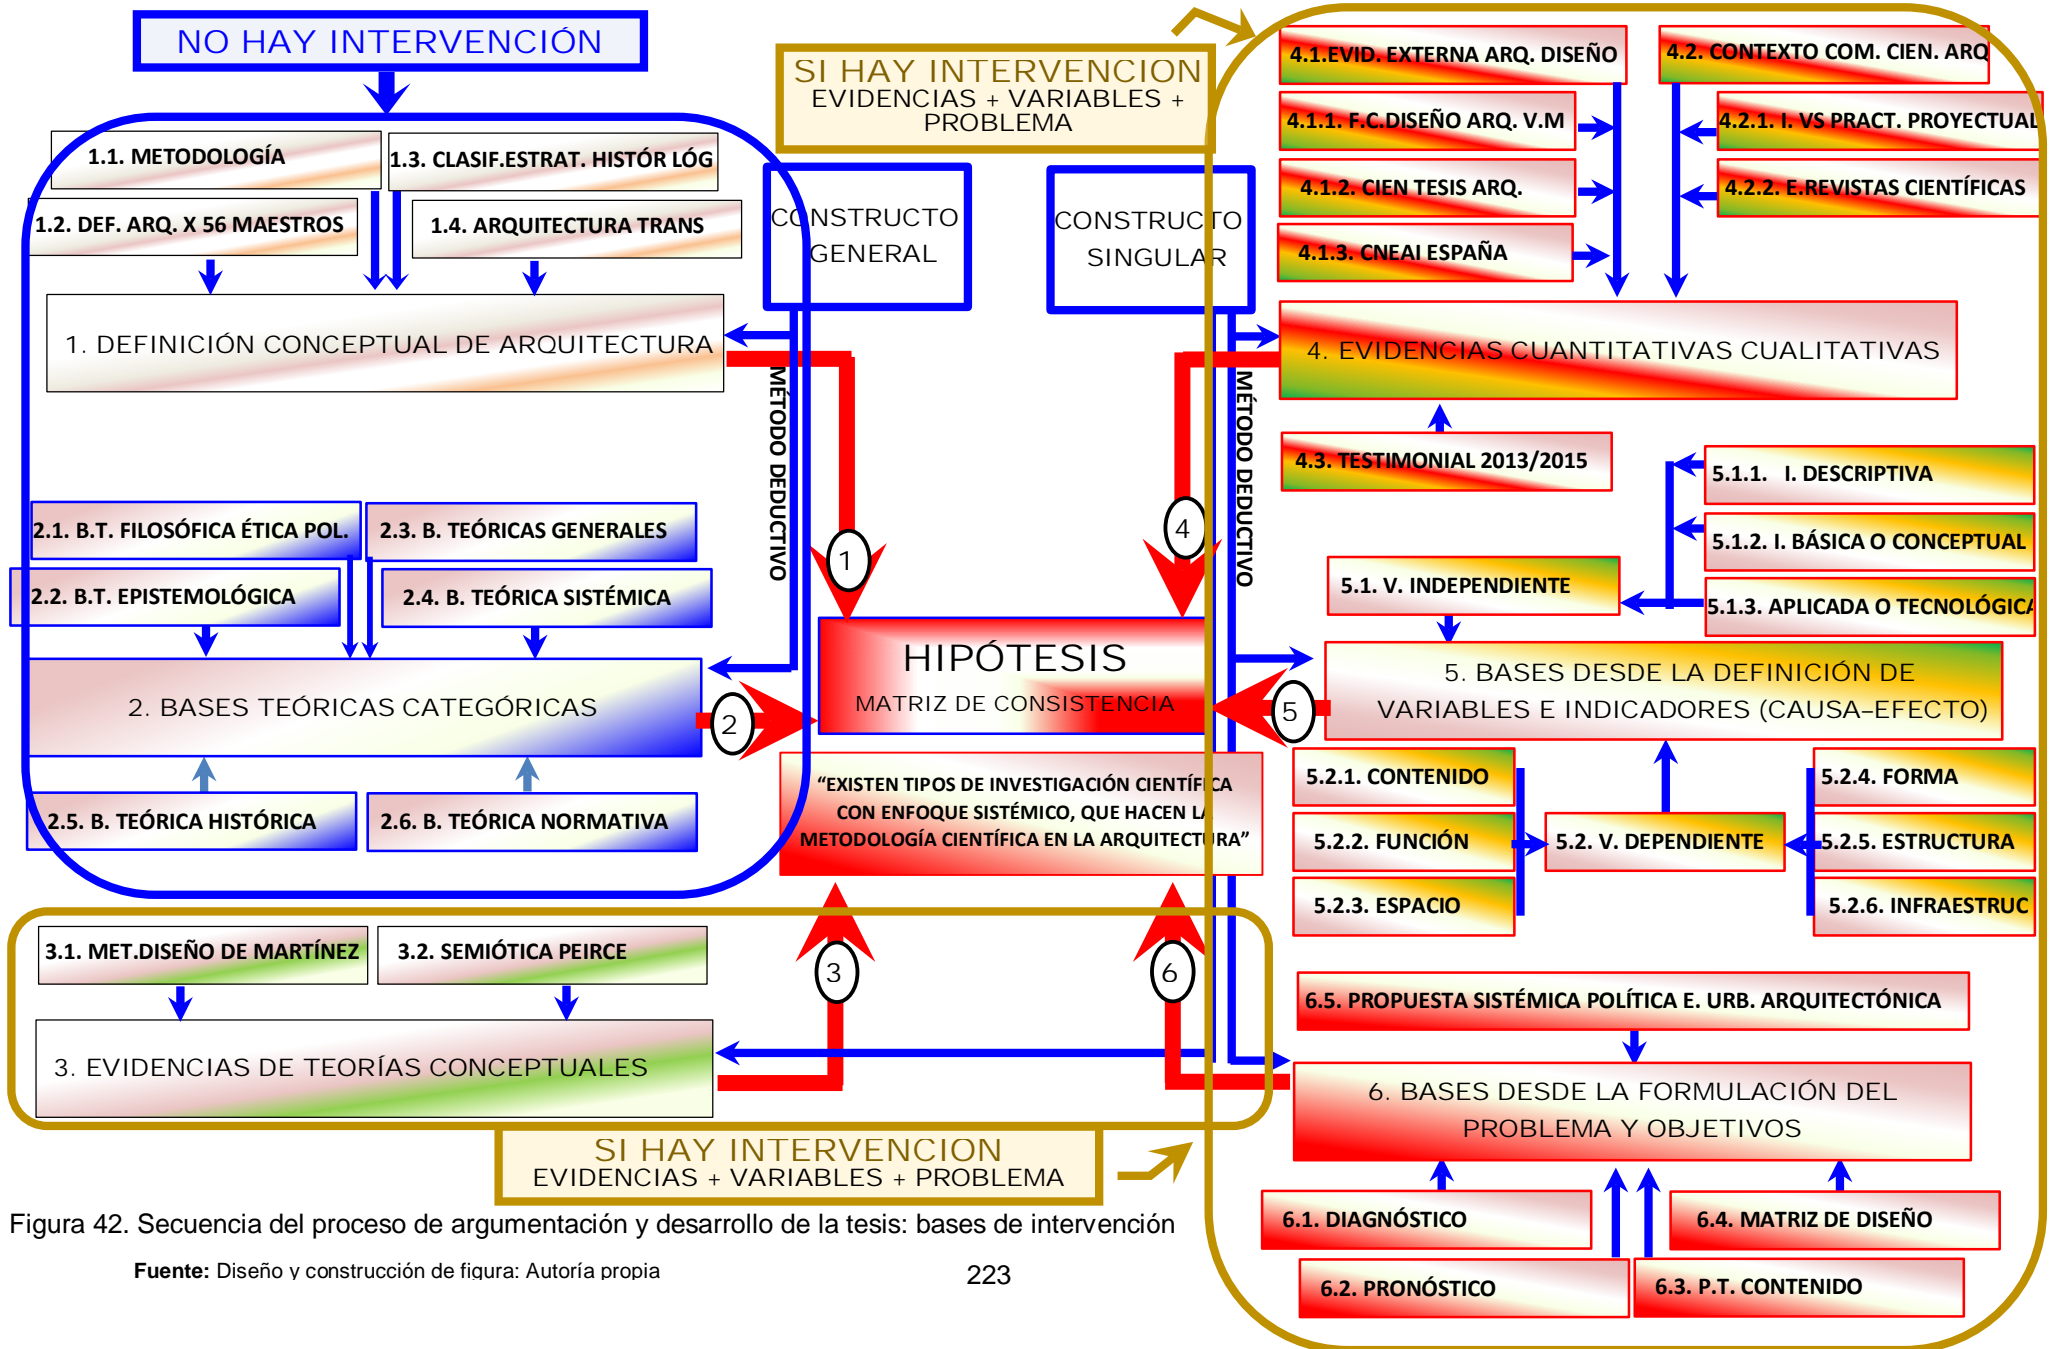 NO HAY INTERVENCIÓN
1.1. METODOLOGÍA
1.3. CLASIF.ESTRAT. HISTÓR LÓG
1.2. DEF. ARQ. X 56 MAESTROS
1.4. ARQUITECTURA TRANS
1. DEFINICIÓN CONCEPTUAL DE ARQUITECTURA
2.1. B.T. FILOSÓFICA ÉTICA POL.
2.3. B. TEÓRICAS GENERALES
2.2. B.T. EPISTEMOLÓGICA
2.4. B. TEÓRICA SISTÉMICA
2. BASES TEÓRICAS CATEGÓRICAS
2.5. B. TEÓRICA HISTÓRICA
2.6. B. TEÓRICA NORMATIVA
3.1. MET.DISEÑO DE MARTÍNEZ
3.2. SEMIÓTICA PEIRCE
3. EVIDENCIAS DE TEORÍAS CONCEPTUALES
SI HAY INTERVENCION
EVIDENCIAS + VARIABLES +
PROBLEMA
CONSTRUCTO
GENERAL
CONSTRUCTO
SINGULAR
MÉTODO DEDUCTIVO
MÉTODO DEDUCTIVO
1
4
2
5
3
6
HIPÓTESIS
MATRIZ DE CONSISTENCIA
“EXISTEN TIPOS DE INVESTIGACIÓN CIENTÍFICA
CON ENFOQUE SISTÉMICO, QUE HACEN LA
METODOLOGÍA CIENTÍFICA EN LA ARQUITECTURA”
4.1.EVID. EXTERNA ARQ. DISEÑO
4.2. CONTEXTO COM. CIEN. ARQ
4.1.1. F.C.DISEÑO ARQ. V.M
4.2.1. I. VS PRACT. PROYECTUAL
4.1.2. CIEN TESIS ARQ.
4.2.2. E.REVISTAS CIENTÍFICAS
4.1.3. CNEAI ESPAÑA
4. EVIDENCIAS CUANTITATIVAS CUALITATIVAS
4.3. TESTIMONIAL 2013/2015
5.1.1. I. DESCRIPTIVA
5.1.2. I. BÁSICA O CONCEPTUAL
5.1. V. INDEPENDIENTE
5.1.3. APLICADA O TECNOLÓGICA
5. BASES DESDE LA DEFINICIÓN DE
VARIABLES E INDICADORES (CAUSA–EFECTO)
5.2.1. CONTENIDO
5.2.4. FORMA
5.2.2. FUNCIÓN
5.2. V. DEPENDIENTE
5.2.5. ESTRUCTURA
5.2.3. ESPACIO
5.2.6. INFRAESTRUC
6.5. PROPUESTA SISTÉMICA POLÍTICA E. URB. ARQUITECTÓNICA
6. BASES DESDE LA FORMULACIÓN DEL
PROBLEMA Y OBJETIVOS
6.1. DIAGNÓSTICO
6.4. MATRIZ DE DISEÑO
6.2. PRONÓSTICO
6.3. P.T. CONTENIDO
SI HAY INTERVENCION
EVIDENCIAS + VARIABLES + PROBLEMA
Figura 42. Secuencia del proceso de argumentación y desarrollo de la tesis: bases de intervención
Fuente: Diseño y construcción de figura: Autoría propia
223